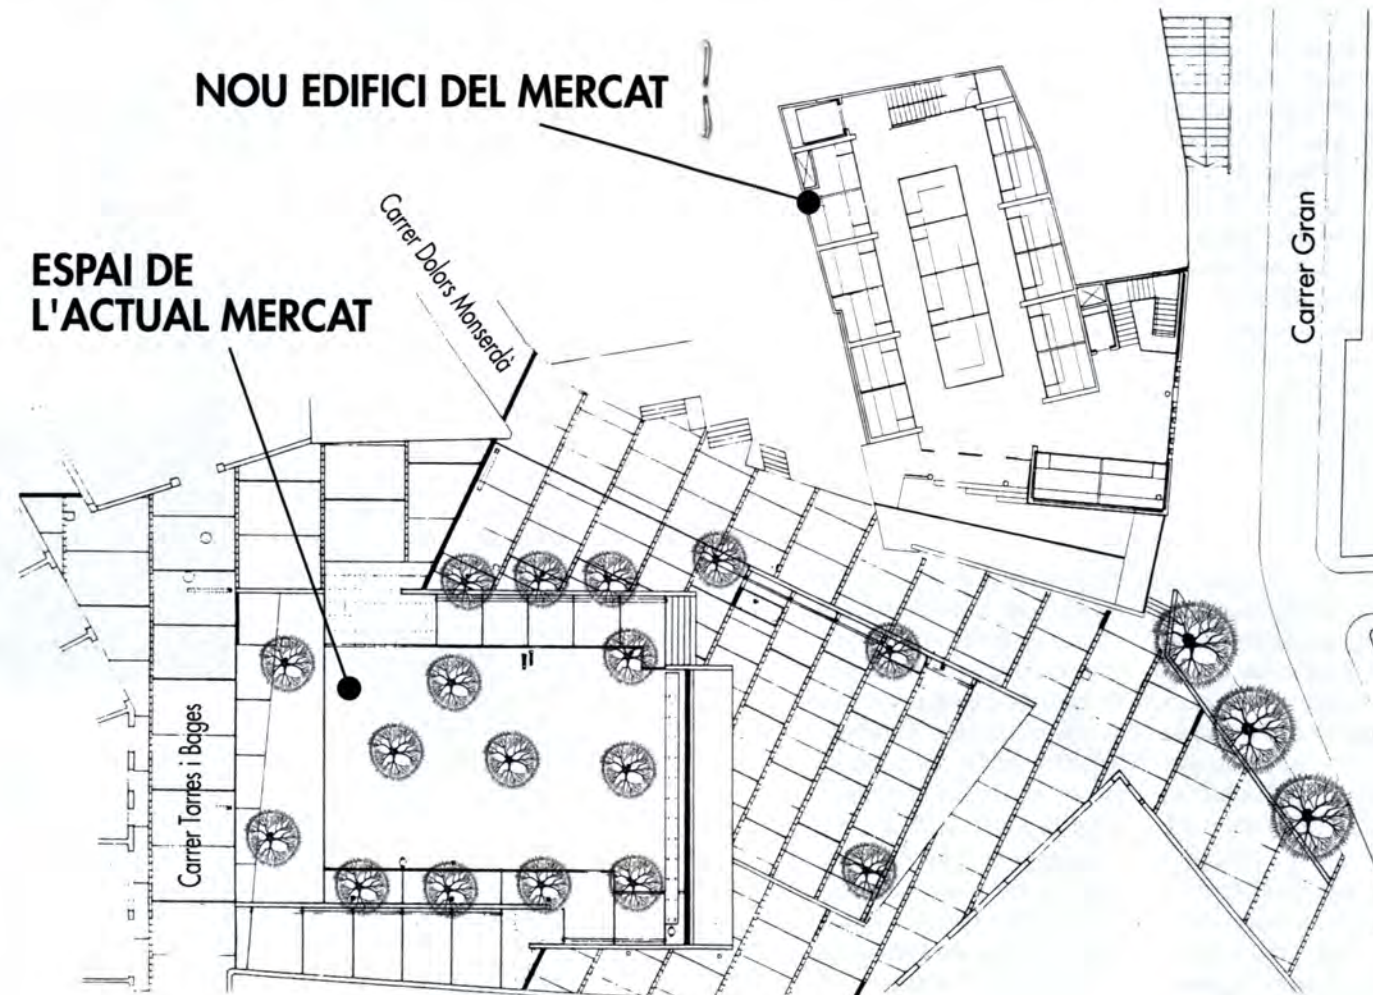 NOU EDIFICI DEL MERCAT
ESPAI DE
L'ACTUAL MERCAT
Carrer Dolors Monserdà
Carrer Gran
Carrer Torres i Bages